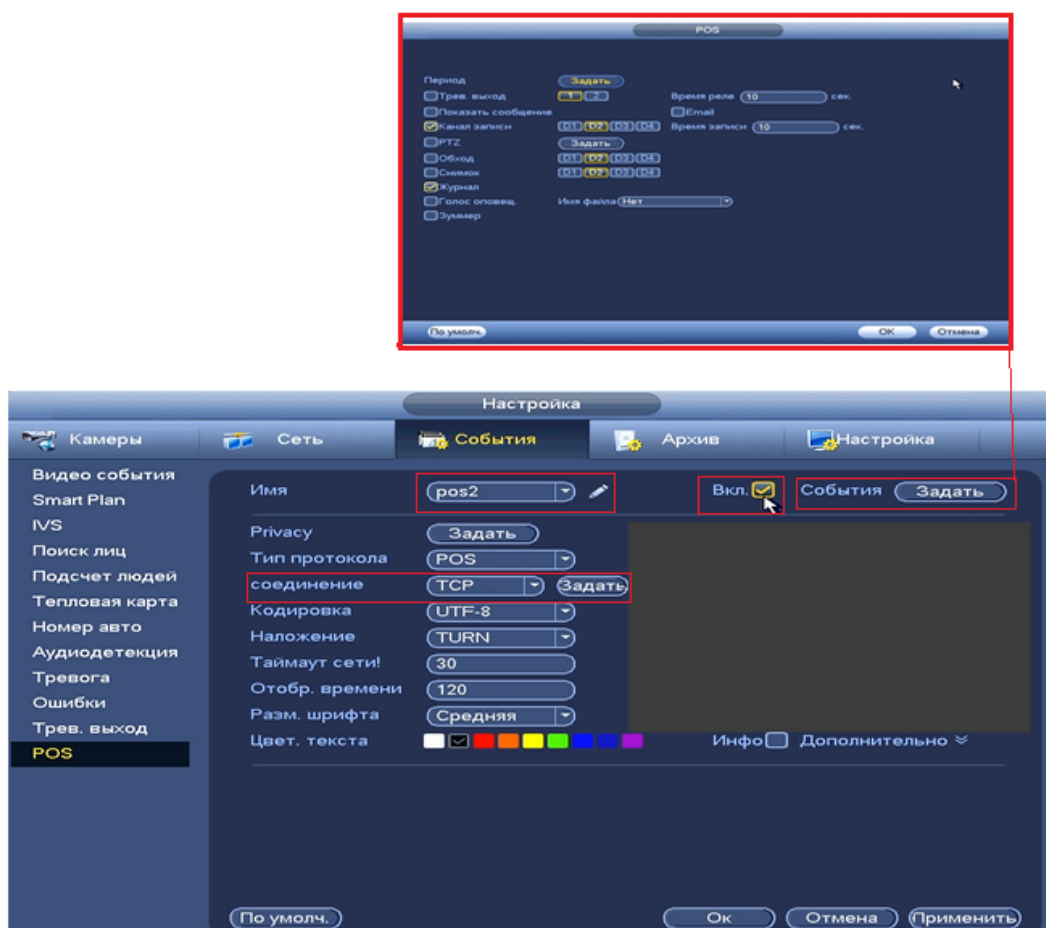 POS
Период Задать
Трев. выход 1 2 Время реле 10 сек.
Показать сообщение Email
Канал записи D1 D2 D3 D4 Время записи 10 сек.
PTZ Задать
Обход D1 D2 D3 D4
Снимок D1 D2 D3 D4
Журнал
Голос оповещ. Имя файла Нет
Зуммер
По умолч. OK Отмена
Настройка
Камеры Сеть События Архив Настройка
Видео события
Smart Plan
IVS
Поиск лиц
Подсчет людей
Тепловая карта
Номер авто
Аудиодетекция
Тревога
Ошибки
Трев. выход
POS
Имя pos2 Вкл. События Задать
Privacy Задать
Тип протокола POS
соединение TCP Задать
Кодировка UTF-8
Наложение TURN
Таймаут сети! 30
Отобр. времени 120
Разм. шрифта Средняя
Цвет. текста Инфо Дополнительно
По умолч. Ок Отмена Применить